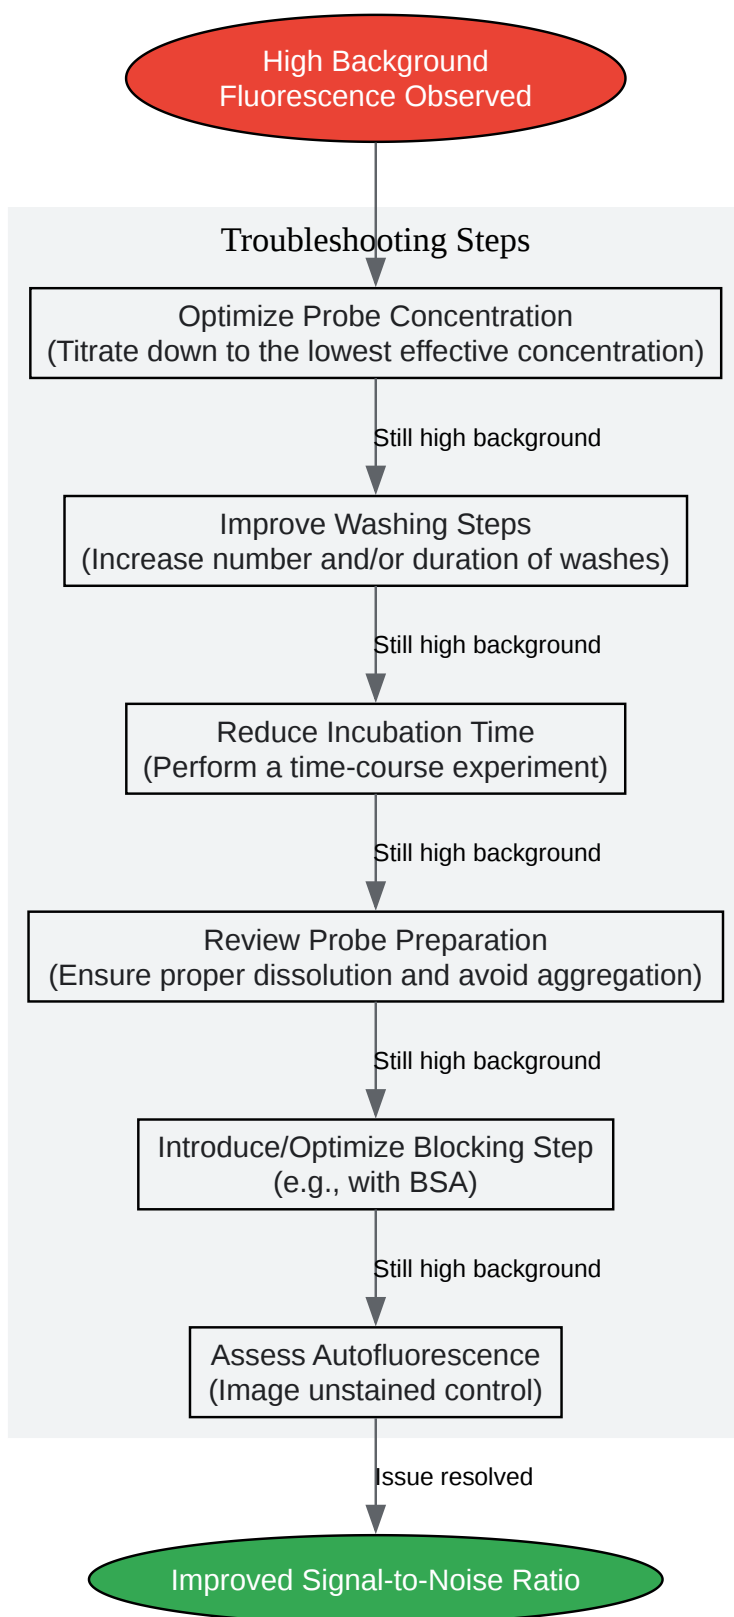 High Background
Fluorescence Observed
Troubleshooting Steps
Optimize Probe Concentration
(Titrate down to the lowest effective concentration)
Still high background
Improve Washing Steps
(Increase number and/or duration of washes)
Still high background
Reduce Incubation Time
(Perform a time-course experiment)
Still high background
Review Probe Preparation
(Ensure proper dissolution and avoid aggregation)
Still high background
Introduce/Optimize Blocking Step
(e.g., with BSA)
Still high background
Assess Autofluorescence
(Image unstained control)
Issue resolved
Improved Signal-to-Noise Ratio